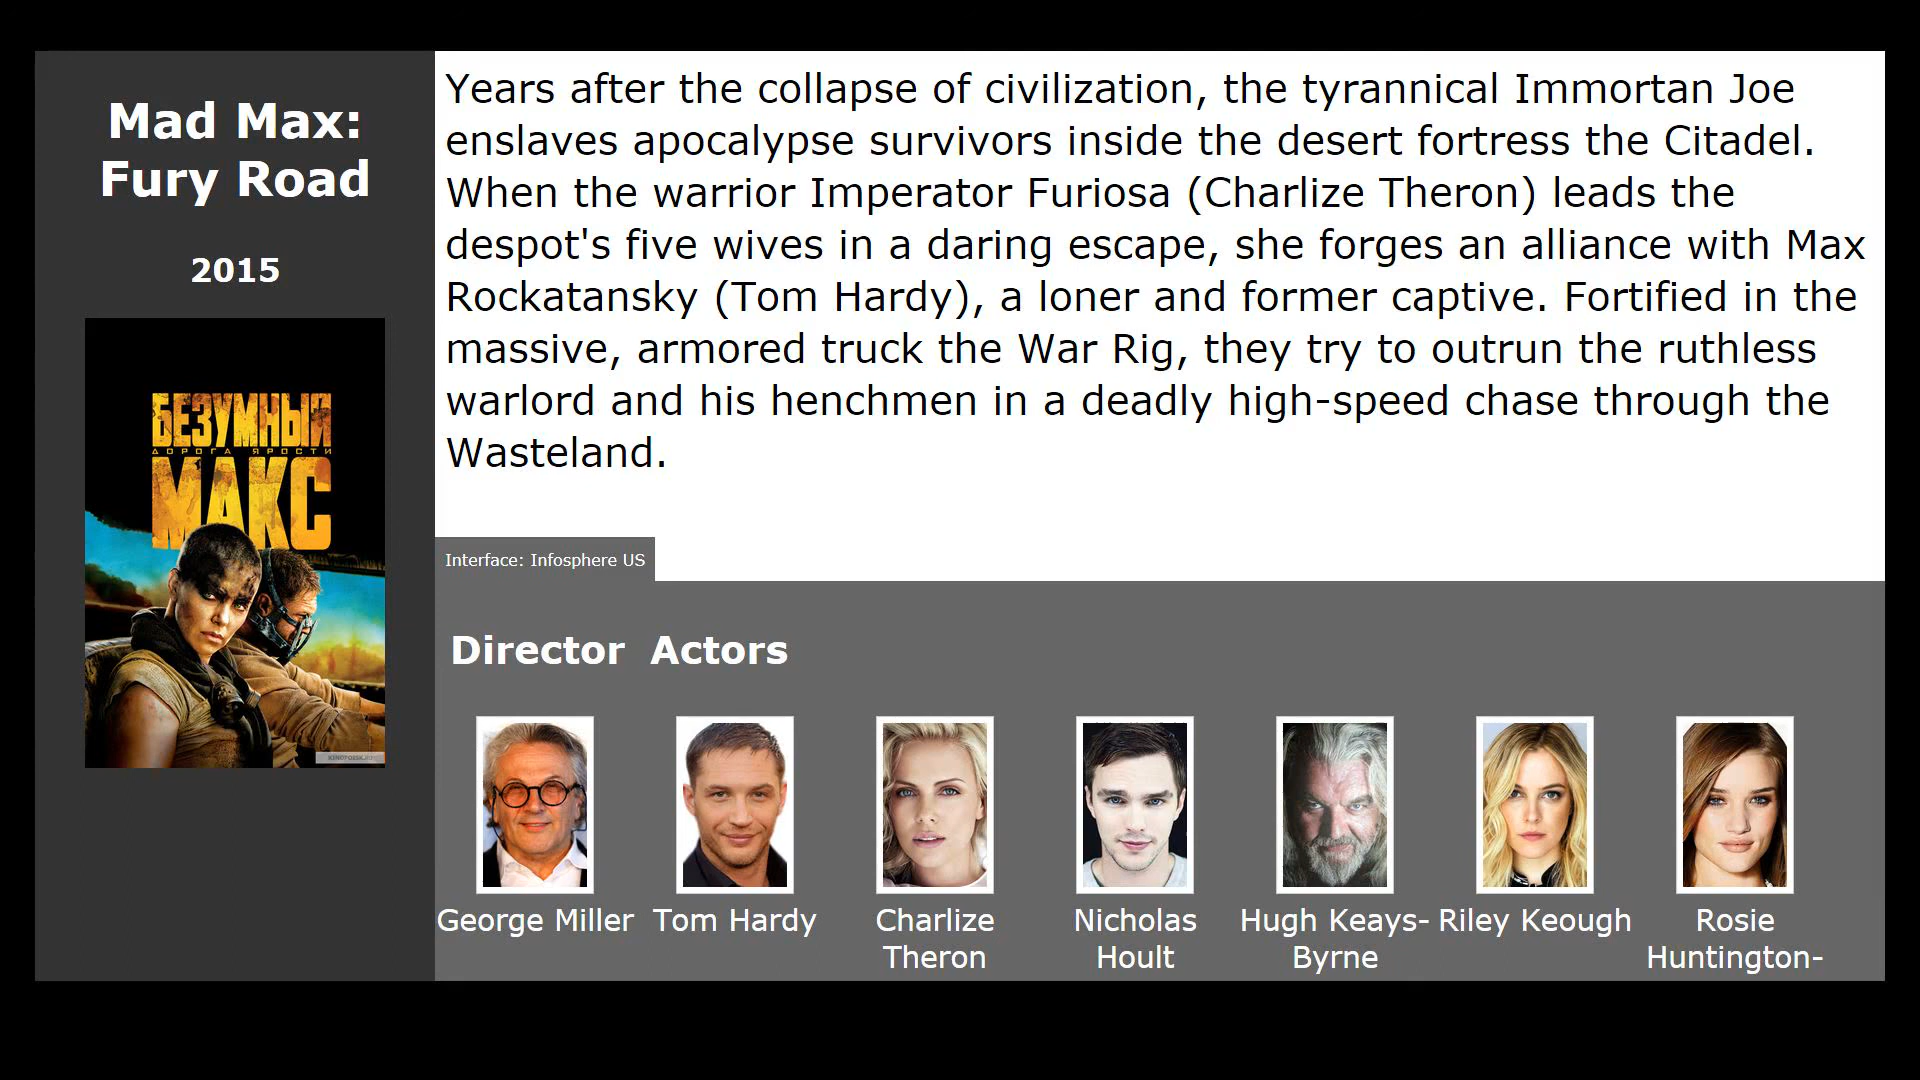 Mad Max:
Fury Road
2015
БЕЗУМНЫЙ
ДОРОГА ЯРОСТИ
МАКС
KINOPOISK.RU
Years after the collapse of civilization, the tyrannical Immortan Joe
enslaves apocalypse survivors inside the desert fortress the Citadel.
When the warrior Imperator Furiosa (Charlize Theron) leads the
despot's five wives in a daring escape, she forges an alliance with Max
Rockatansky (Tom Hardy), a loner and former captive. Fortified in the
massive, armored truck the War Rig, they try to outrun the ruthless
warlord and his henchmen in a deadly high-speed chase through the
Wasteland.
Interface: Infosphere US
Director Actors
George Miller
Tom Hardy
Charlize
Theron
Nicholas
Hoult
Hugh Keays-
Byrne
Riley Keough
Rosie
Huntington-